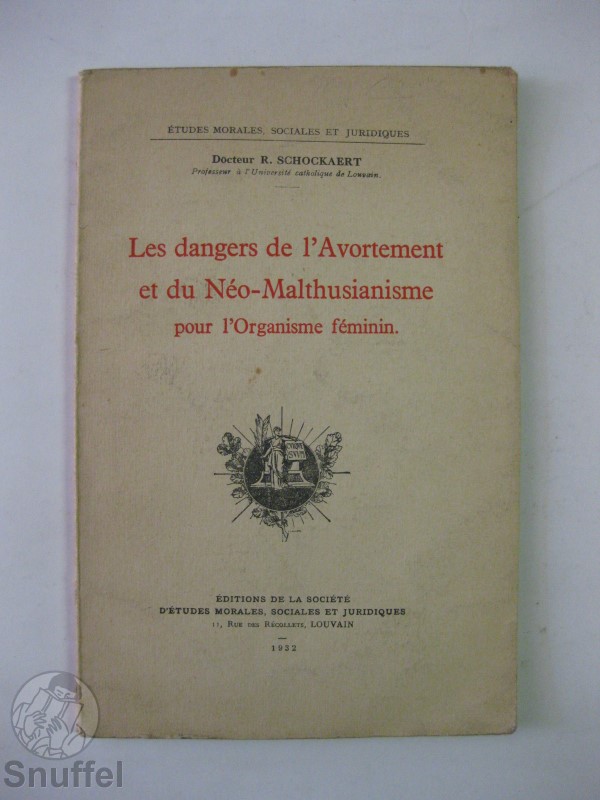 ÉTUDES MORALES, SOCIALES ET JURIDIQUES
Docteur R. SCHOCKAERT
Professeur à l'Université catholique de Louvain.
Les dangers de l'Avortement
et du Néo-Malthusianisme
pour l'Organisme féminin.
ÉDITIONS DE LA SOCIÉTÉ
D'ÉTUDES MORALES, SOCIALES ET JURIDIQUES
11, RUE DES RÉCOLLETS, LOUVAIN
1932
Snuffel